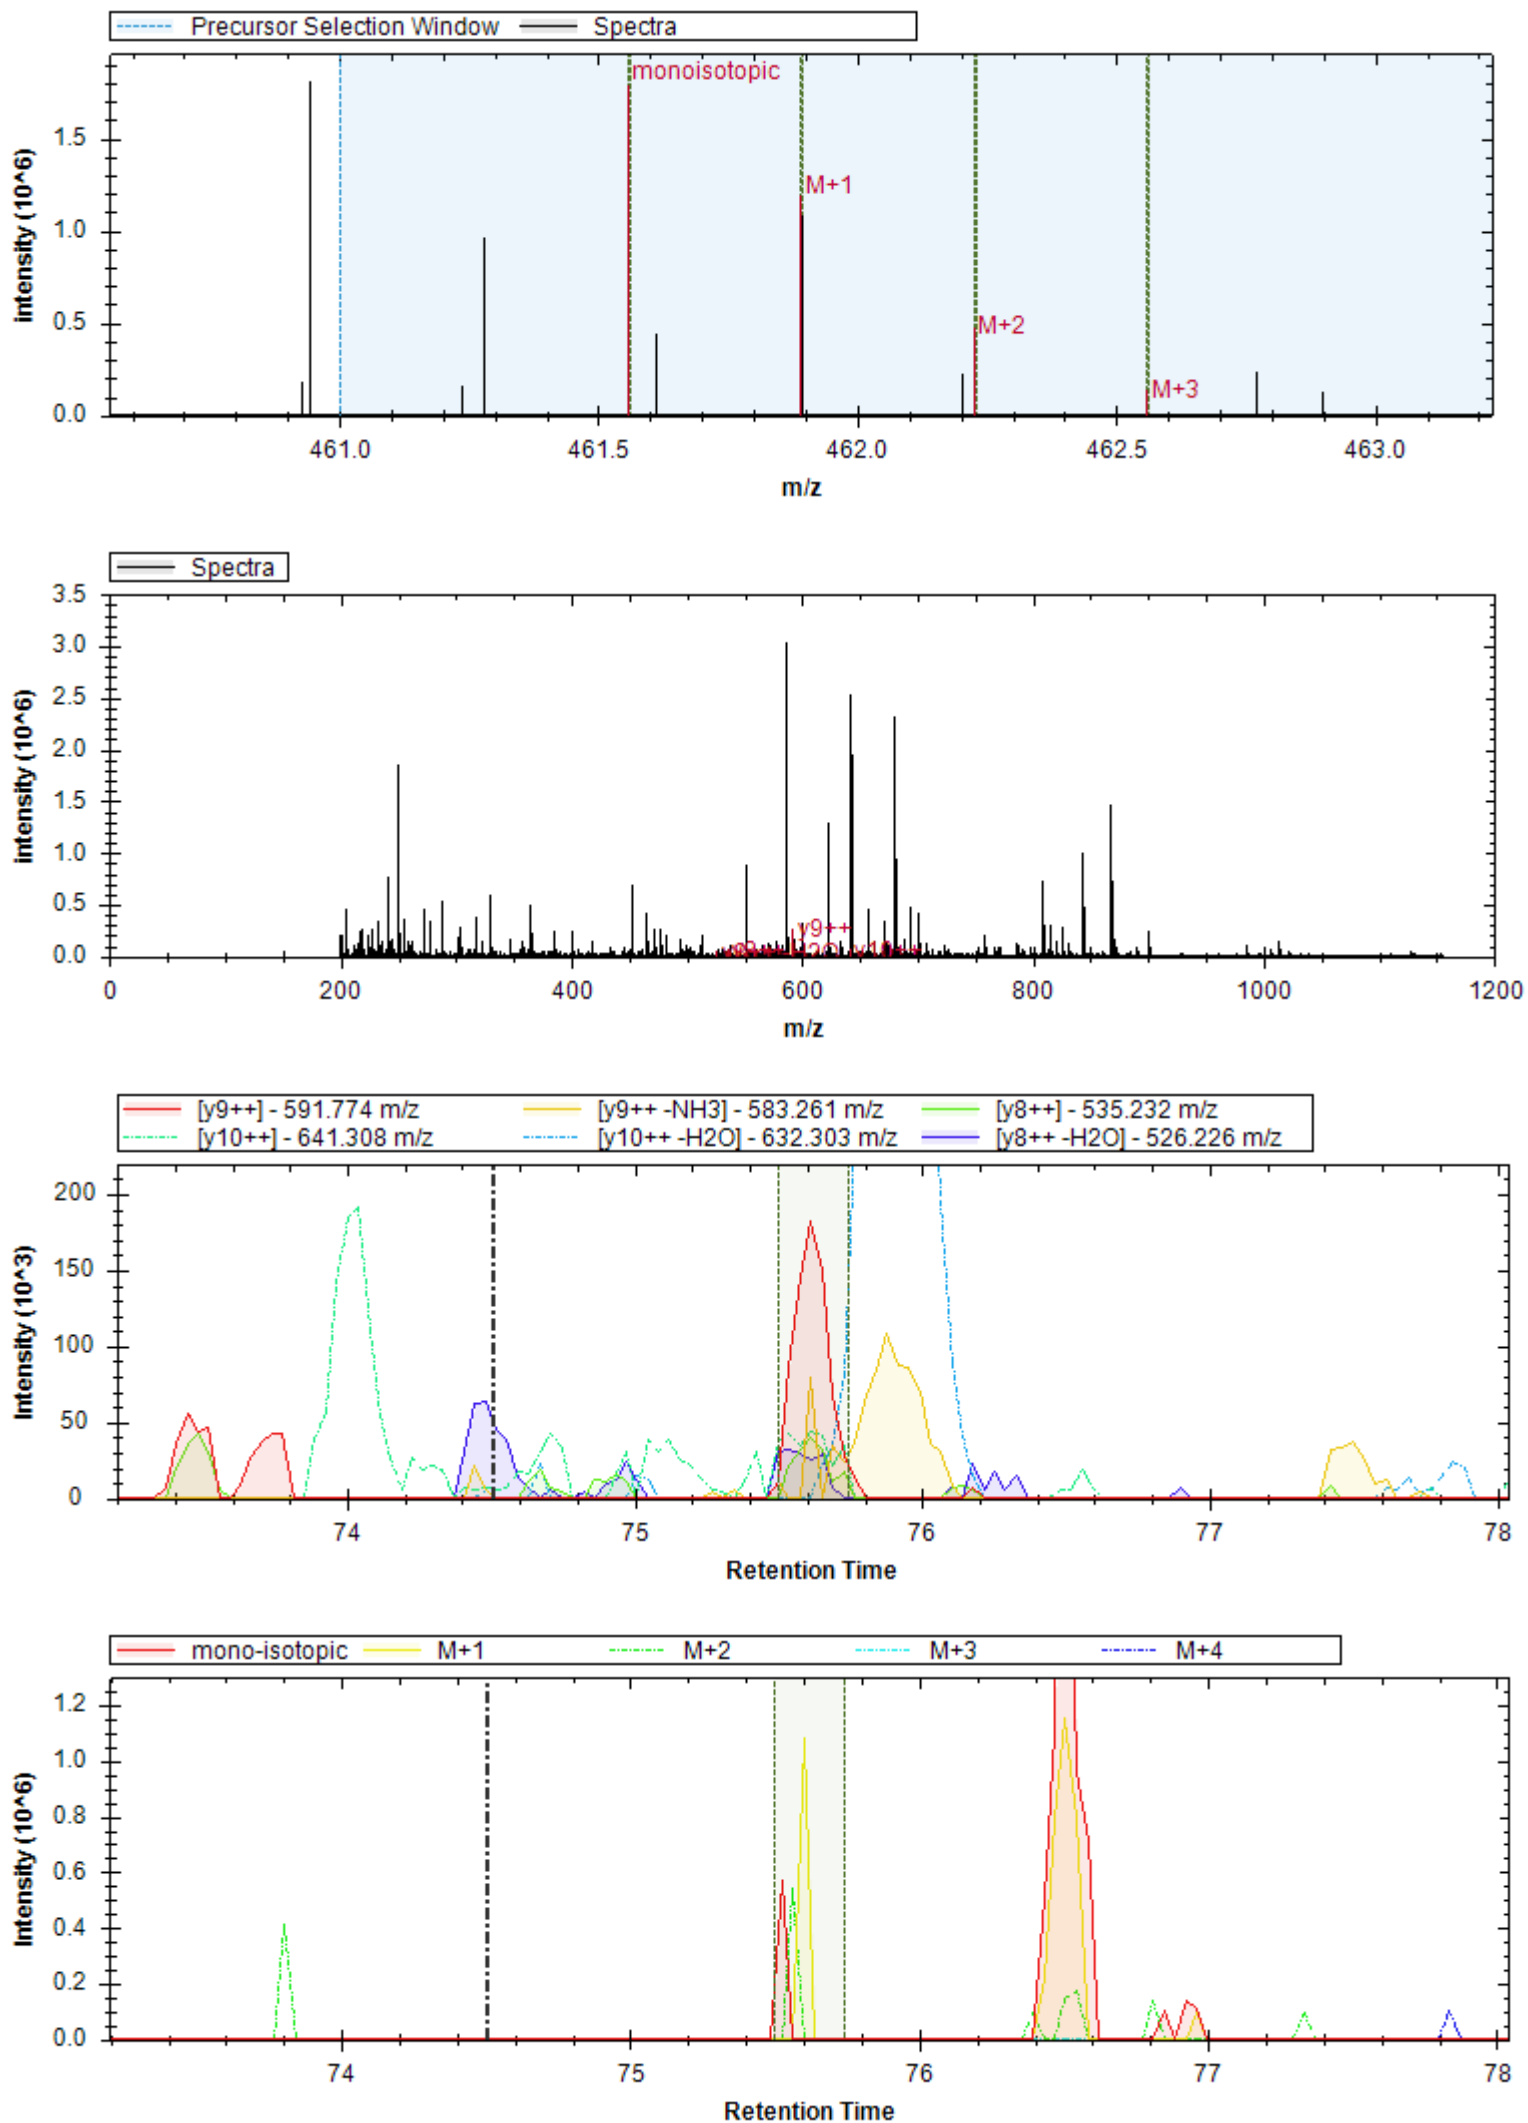 Precursor Selection Window Spectra
monoisotopic
M+1
M+2
M+3
intensity (10^6)
1.5
1.0
0.5
0.0
461.0 461.5 462.0 462.5 463.0
m/z
Spectra
intensity (10^6)
3.5
3.0
2.5
2.0
1.5
1.0
0.5
0.0
y9++
0 200 400 600 800 1000 1200
m/z
[y9++] - 591.774 m/z [y9++ -NH3] - 583.261 m/z [y8++] - 535.232 m/z
[y10++] - 641.308 m/z [y10++ -H2O] - 632.303 m/z [y8++ -H2O] - 526.226 m/z
Intensity (10^3)
200
150
100
50
0
74 75 76 77 78
Retention Time
mono-isotopic M+1 M+2 M+3 M+4
Intensity (10^6)
1.2
1.0
0.8
0.6
0.4
0.2
0.0
74 75 76 77 78
Retention Time